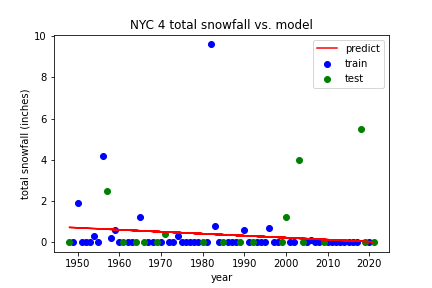 NYC 4 total snowfall vs. model
predict
train
test
total snowfall (inches)
10
8
6
4
2
0
1950 1960 1970 1980 1990 2000 2010 2020
year